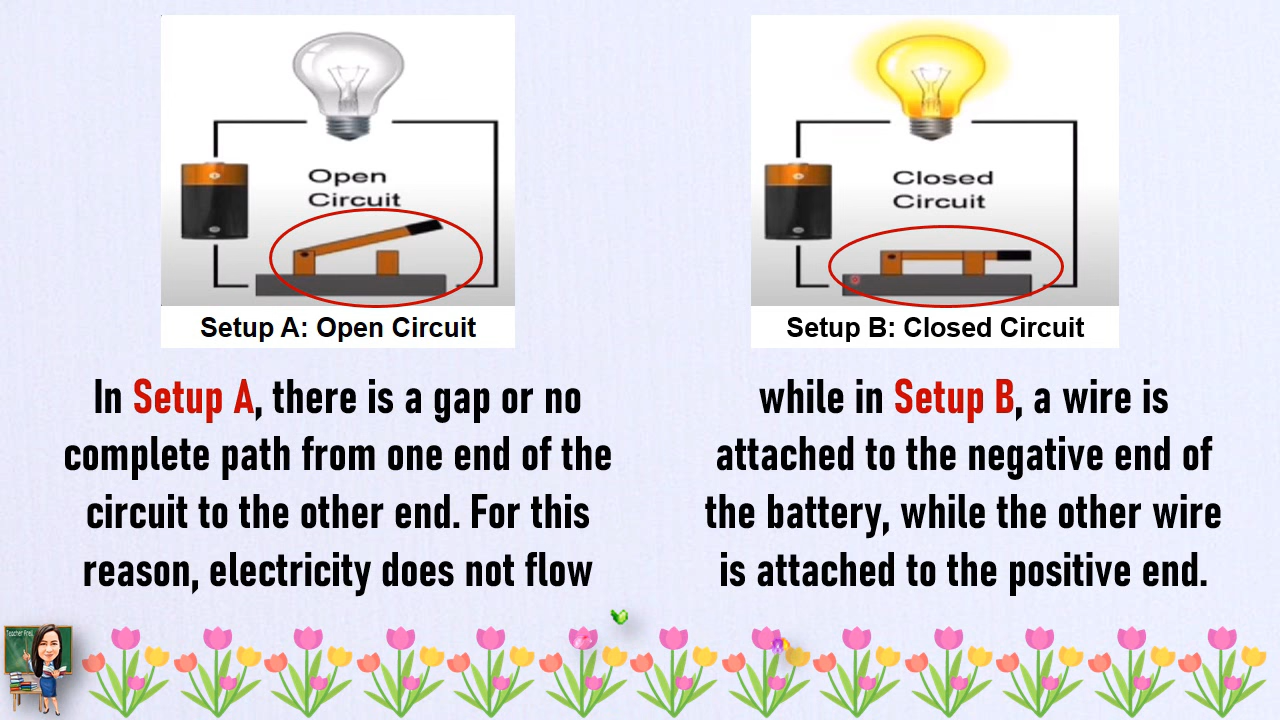 Open
Circuit
Setup A: Open Circuit
Closed
Circuit
Setup B: Closed Circuit
In Setup A, there is a gap or no
complete path from one end of the
circuit to the other end. For this
reason, electricity does not flow
while in Setup B, a wire is
attached to the negative end of
the battery, while the other wire
is attached to the positive end.